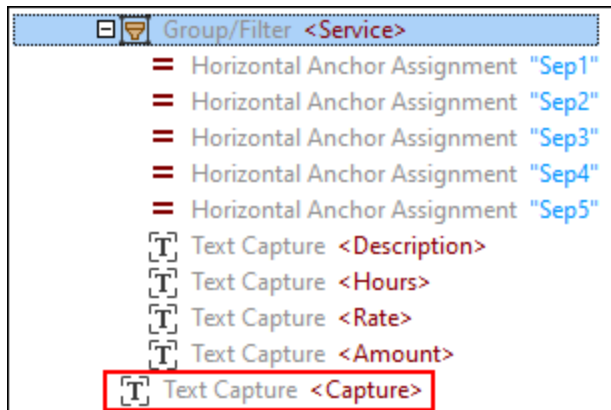 Group/Filter <Service>
Horizontal Anchor Assignment "Sep1"
Horizontal Anchor Assignment "Sep2"
Horizontal Anchor Assignment "Sep3"
Horizontal Anchor Assignment "Sep4"
Horizontal Anchor Assignment "Sep5"
[T] Text Capture <Description>
[T] Text Capture <Hours>
[T] Text Capture <Rate>
[T] Text Capture <Amount>
[T] Text Capture <Capture>